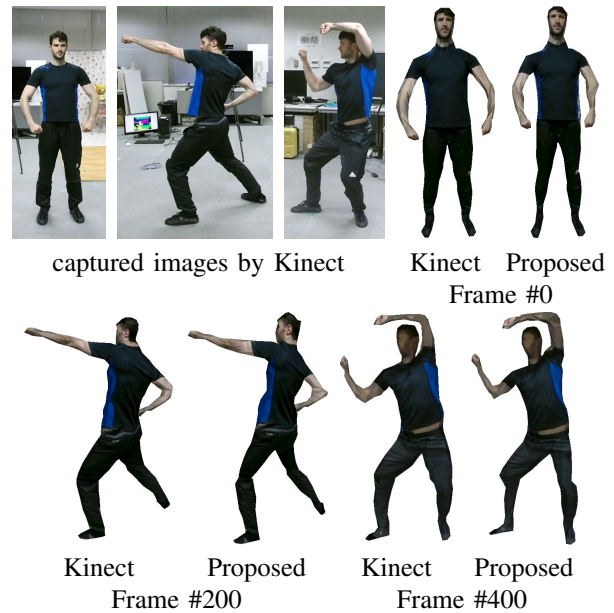 captured images by Kinect
Kinect Proposed
Frame #0
Kinect Proposed Kinect Proposed
Frame #200 Frame #400